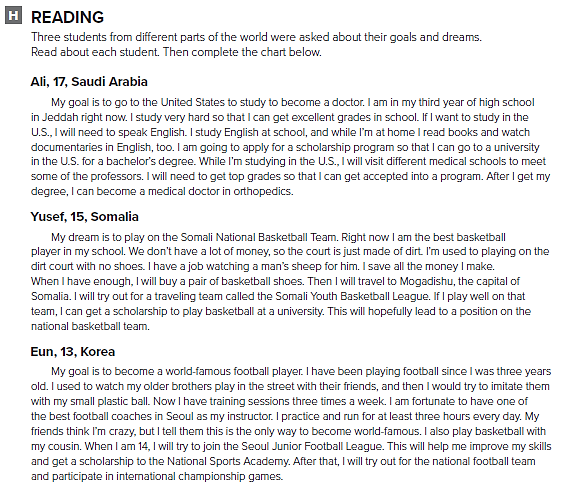 H READING
Three students from different parts of the world were asked about their goals and dreams.
Read about each student. Then complete the chart below.
Ali, 17, Saudi Arabia
My goal is to go to the United States to study to become a doctor. I am in my third year of high school
in Jeddah right now. I study very hard so that I can get excellent grades in school. If I want to study in the
U.S., I will need to speak English. I study English at school, and while I'm at home I read books and watch
documentaries in English, too. I am going to apply for a scholarship program so that I can go to a university
in the U.S. for a bachelor's degree. While I'm studying in the U.S., I will visit different medical schools to meet
some of the professors. I will need to get top grades so that I can get accepted into a program. After I get my
degree, I can become a medical doctor in orthopedics.
Yusef, 15, Somalia
My dream is to play on the Somali National Basketball Team. Right now I am the best basketball
player in my school. We don't have a lot of money, so the court is just made of dirt. I'm used to playing on the
dirt court with no shoes. I have a job watching a man's sheep for him. I save all the money I make.
When I have enough, I will buy a pair of basketball shoes. Then I will travel to Mogadishu, the capital of
Somalia. I will try out for a traveling team called the Somali Youth Basketball League. If I play well on that
team, I can get a scholarship to play basketball at a university. This will hopefully lead to a position on the
national basketball team.
Eun, 13, Korea
My goal is to become a world-famous football player. I have been playing football since I was three years
old. I used to watch my older brothers play in the street with their friends, and then I would try to imitate them
with my small plastic ball. Now I have training sessions three times a week. I am fortunate to have one of
the best football coaches in Seoul as my instructor. I practice and run for at least three hours every day. My
friends think I'm crazy, but I tell them this is the only way to become world-famous. I also play basketball with
my cousin. When I am 14, I will try to join the Seoul Junior Football League. This will help me improve my skills
and get a scholarship to the National Sports Academy. After that, I will try out for the national football team
and participate in international championship games.